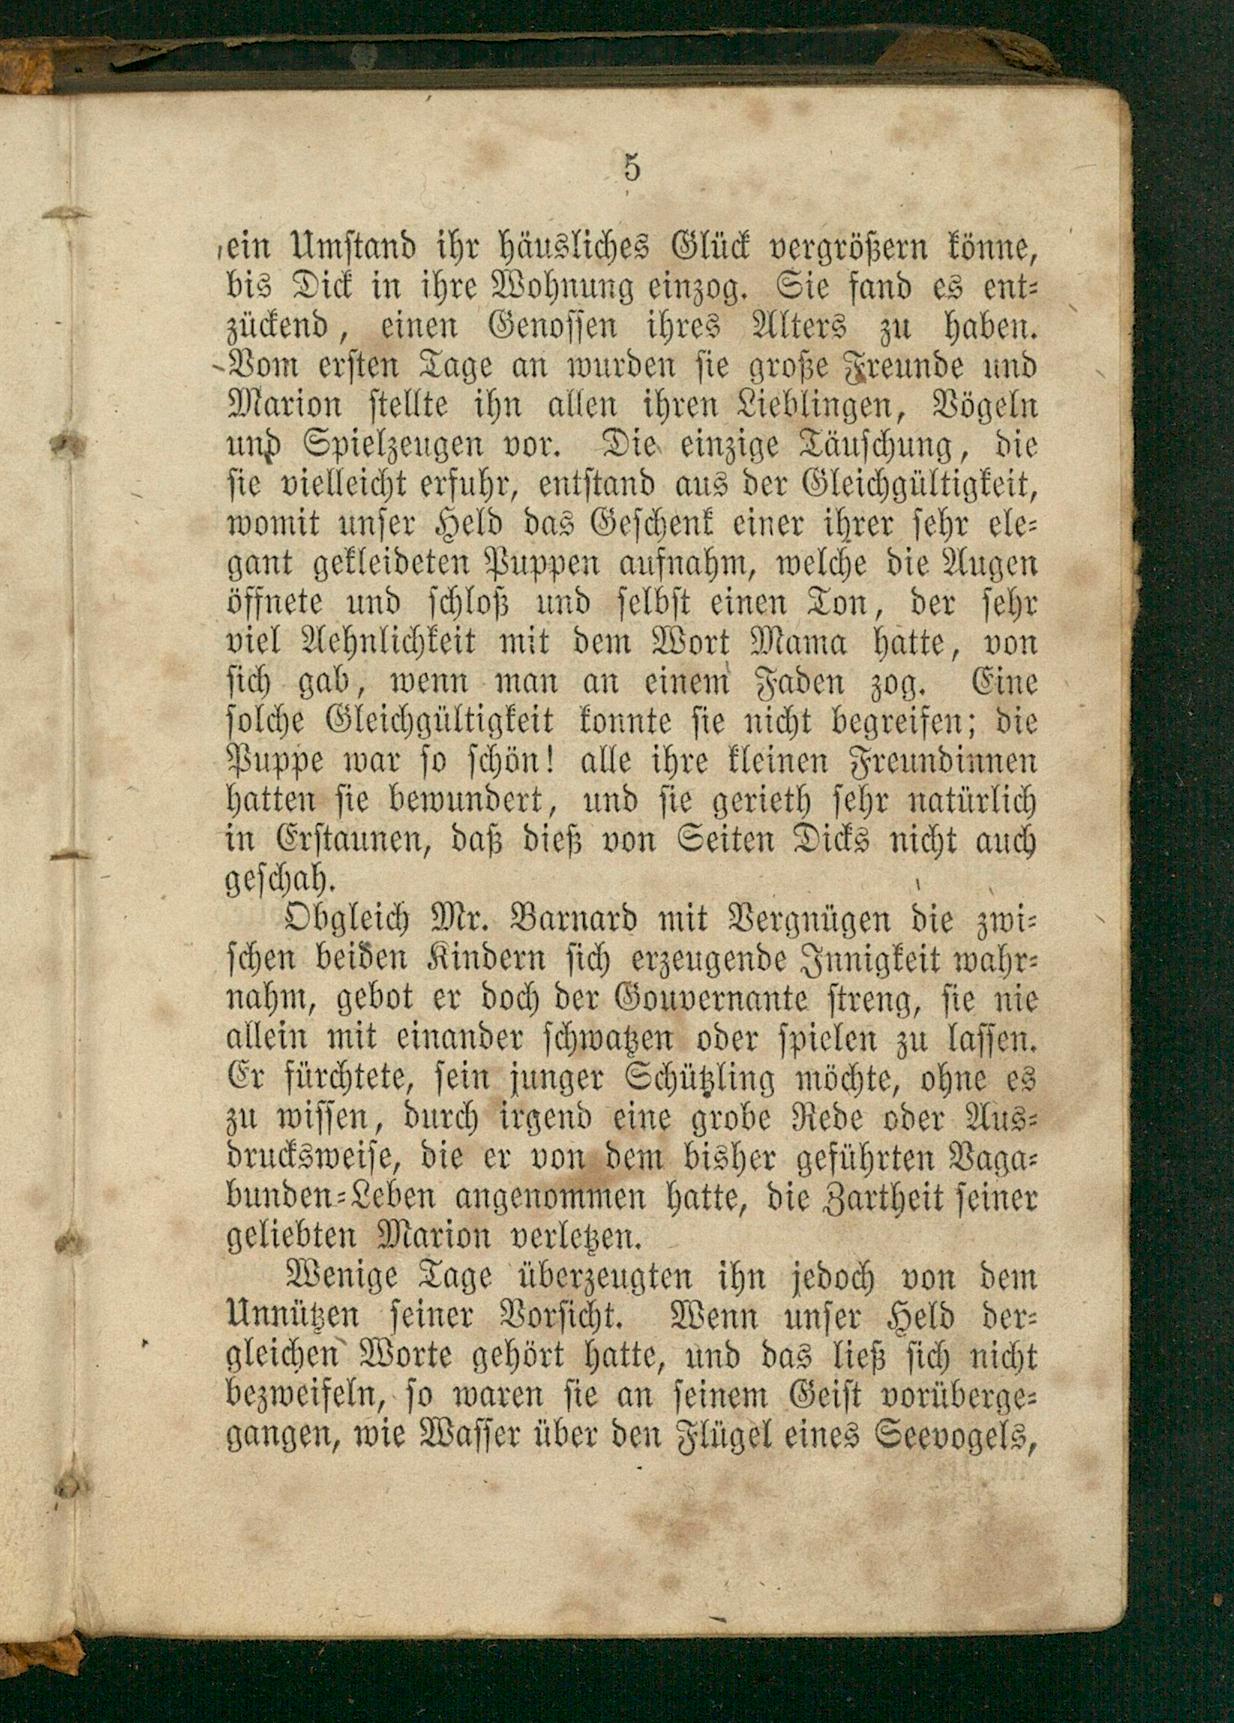 5
ein Umstand ihr häusliches Glück vergrößern könne,
bis Dick in ihre Wohnung einzog. Sie fand es ent-
zückend, einen Genossen ihres Alters zu haben.
Vom ersten Tage an wurden sie große Freunde und
Marion stellte ihn allen ihren Lieblingen, Vögeln
und Spielzeugen vor. Die einzige Täuschung, die
sie vielleicht erfuhr, entstand aus der Gleichgültigkeit,
womit unser Held das Geschenk einer ihrer sehr ele-
gant gekleideten Puppen aufnahm, welche die Augen
öffnete und schloß und selbst einen Ton, der sehr
viel Aehnlichkeit mit dem Wort Mama hatte, von
sich gab, wenn man an einem Faden zog. Eine
solche Gleichgültigkeit konnte sie nicht begreifen; die
Puppe war so schön! alle ihre kleinen Freundinnen
hatten sie bewundert, und sie gerieth sehr natürlich
in Erstaunen, daß dieß von Seiten Dicks nicht auch
geschah.
Obgleich Mr. Barnard mit Vergnügen die zwi-
schen beiden Kindern sich erzeugende Innigkeit wahr-
nahm, gebot er doch der Gouvernante streng, sie nie
allein mit einander schwatzen oder spielen zu lassen.
Er fürchtete, sein junger Schützling möchte, ohne es
zu wissen, durch irgend eine grobe Rede oder Aus-
drucksweise, die er von dem bisher geführten Vaga-
bunden-Leben angenommen hatte, die Zartheit seiner
geliebten Marion verletzen.
Wenige Tage überzeugten ihn jedoch von dem
Unnützen seiner Vorsicht. Wenn unser Held der-
gleichen Worte gehört hatte, und das ließ sich nicht
bezweifeln, so waren sie an seinem Geist vorüberge-
gangen, wie Wasser über den Flügel eines Seevogels,